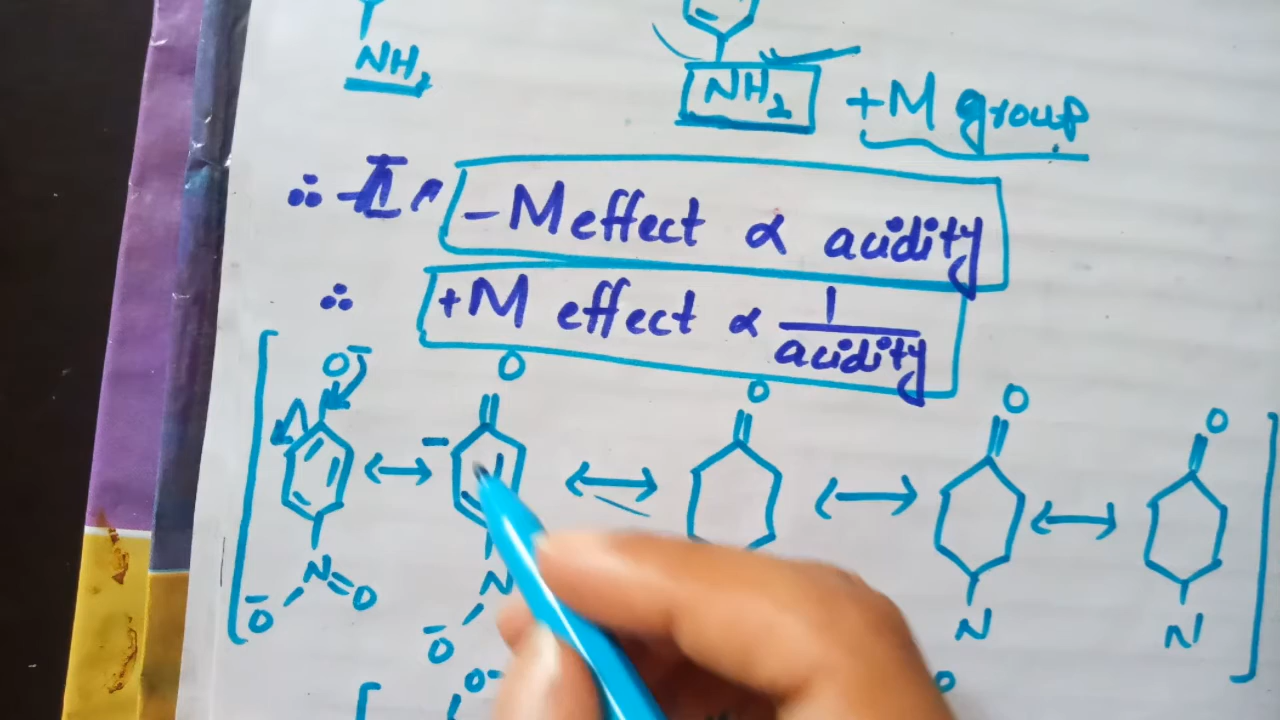 NH₂
NH₂ +M group
∴ -I
-M effect ∝ acidity
∴ +M effect ∝ 1/acidity
O⁻ O O O O
↔ − ↔ ↔ ↔
N=O N N N
O⁻ O⁻
O⁻